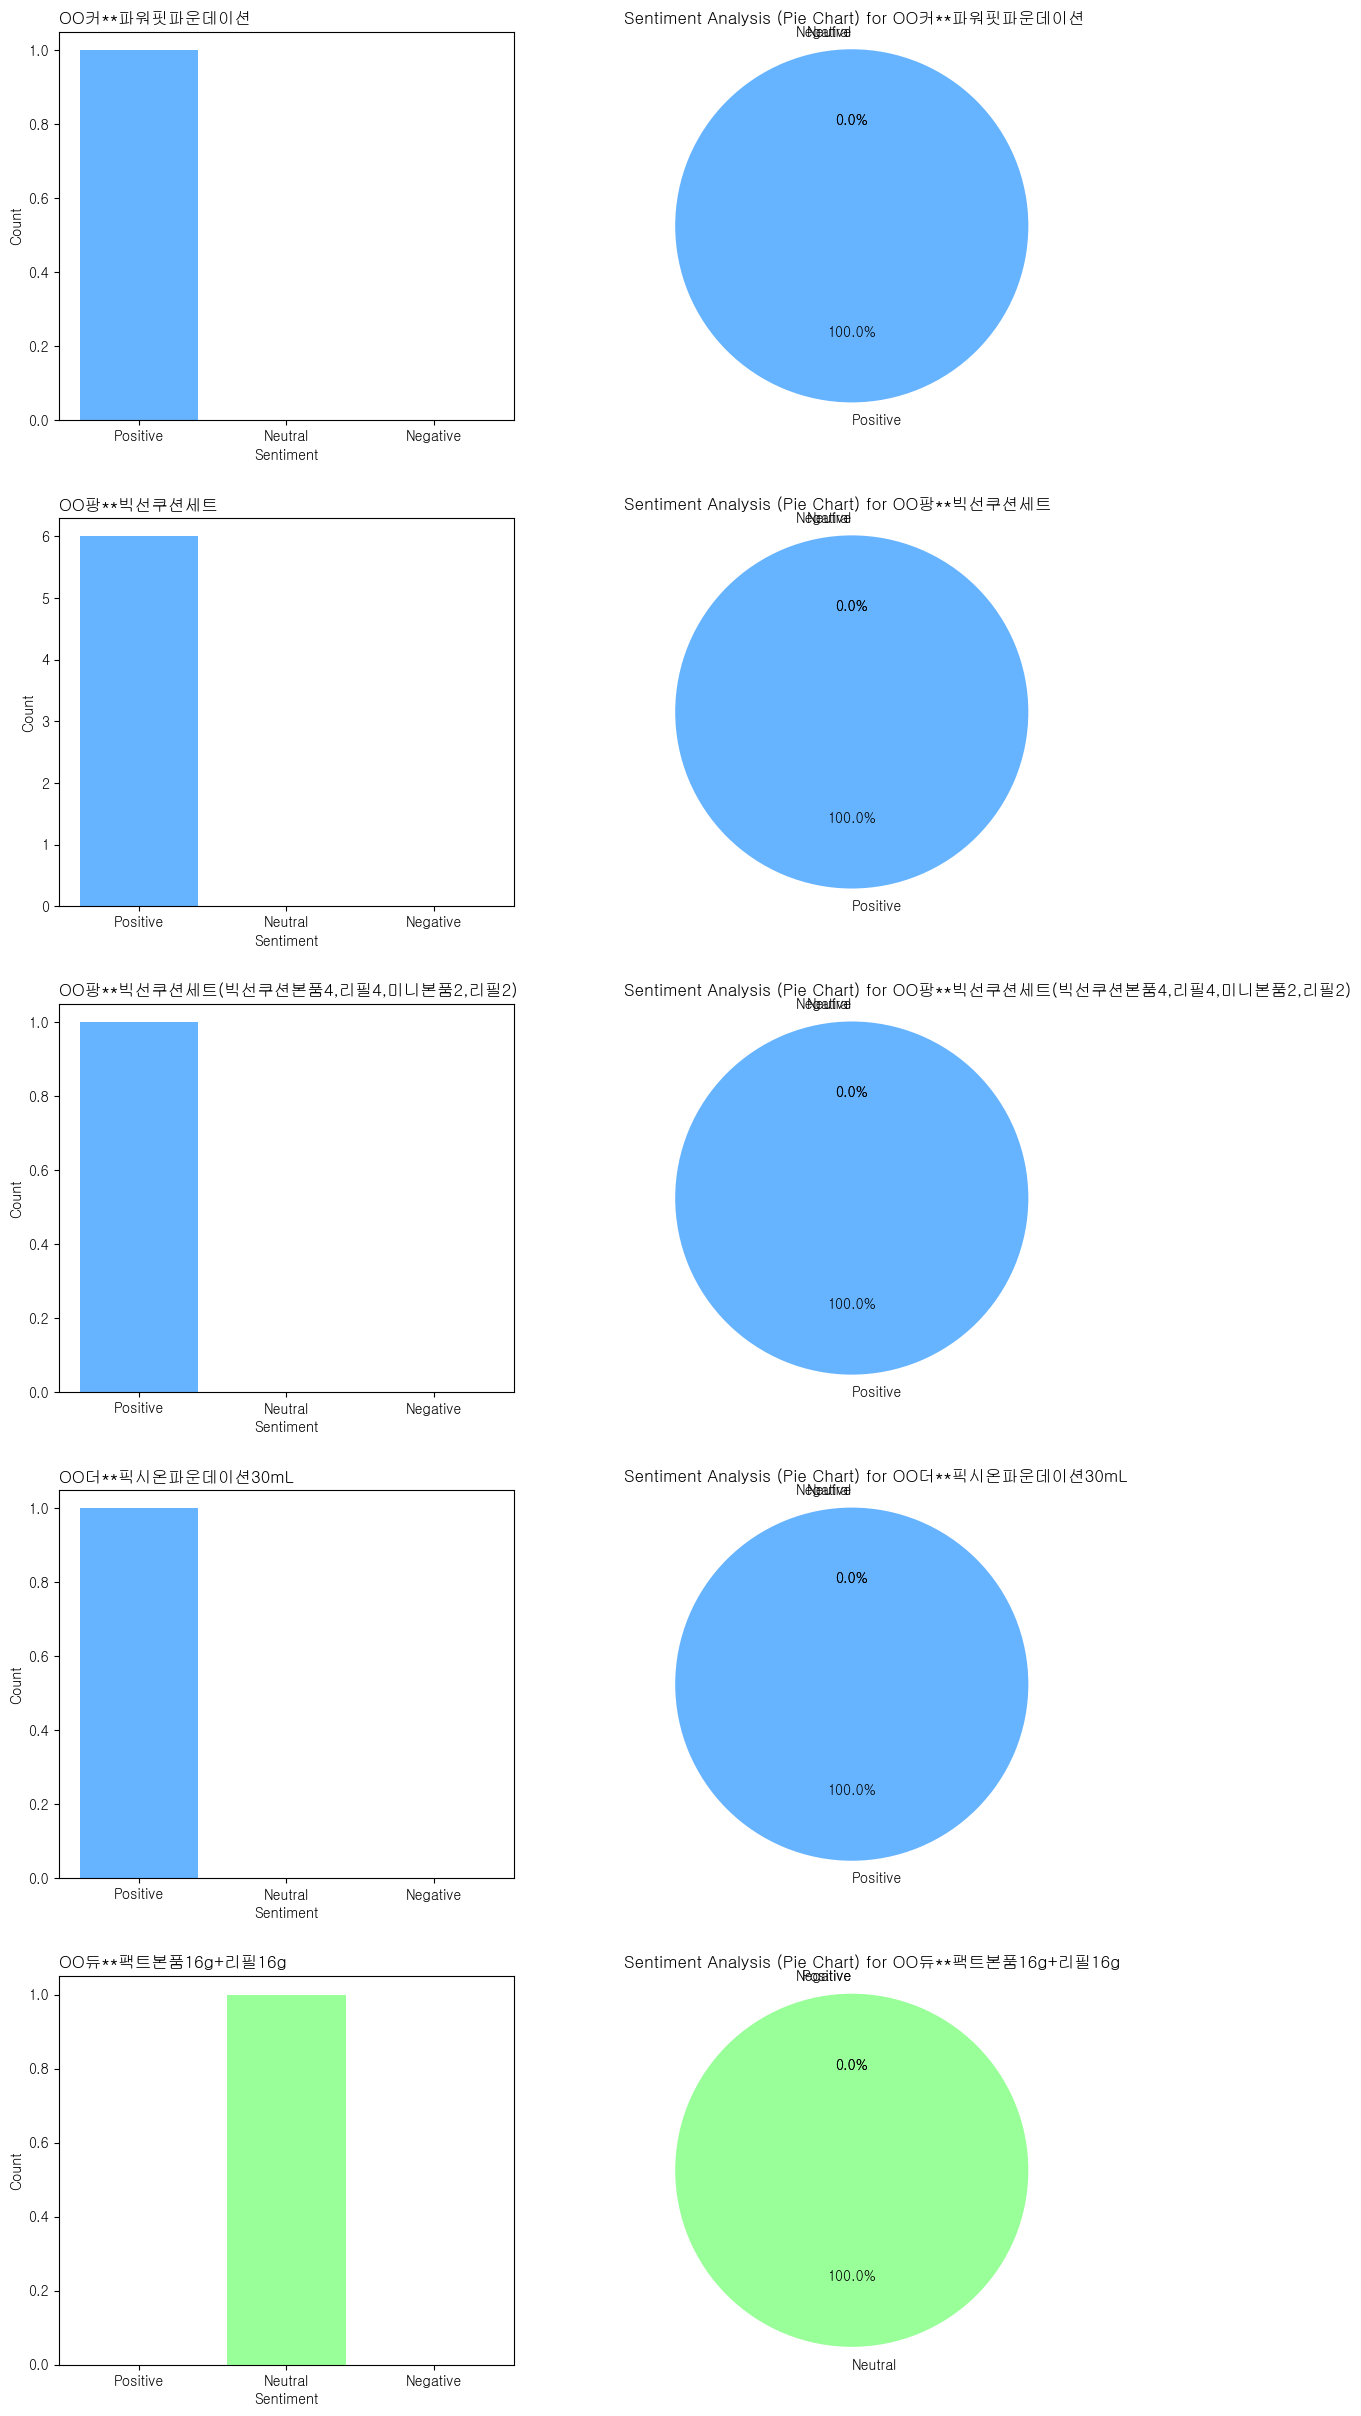 OO커**파워핏파운데이션
1.0
0.8
0.6
0.4
0.2
0.0
Count
Positive Neutral Negative
Sentiment
Sentiment Analysis (Pie Chart) for OO커**파워핏파운데이션
Negative
Neutral
0.0%
100.0%
Positive
OO팡**빅선쿠션세트
6
5
4
3
2
1
0
Count
Positive Neutral Negative
Sentiment
Sentiment Analysis (Pie Chart) for OO팡**빅선쿠션세트
Negative
Neutral
0.0%
100.0%
Positive
OO팡**빅선쿠션세트(빅선쿠션본품4,리필4,미니본품2,리필2)
1.0
0.8
0.6
0.4
0.2
0.0
Count
Positive Neutral Negative
Sentiment
Sentiment Analysis (Pie Chart) for OO팡**빅선쿠션세트(빅선쿠션본품4,리필4,미니본품2,리필2)
Negative
Neutral
0.0%
100.0%
Positive
OO더**픽시온파운데이션30mL
1.0
0.8
0.6
0.4
0.2
0.0
Count
Positive Neutral Negative
Sentiment
Sentiment Analysis (Pie Chart) for OO더**픽시온파운데이션30mL
Negative
Neutral
0.0%
100.0%
Positive
OO듀**팩트본품16g+리필16g
1.0
0.8
0.6
0.4
0.2
0.0
Count
Positive Neutral Negative
Sentiment
Sentiment Analysis (Pie Chart) for OO듀**팩트본품16g+리필16g
Negative
Positive
0.0%
100.0%
Neutral